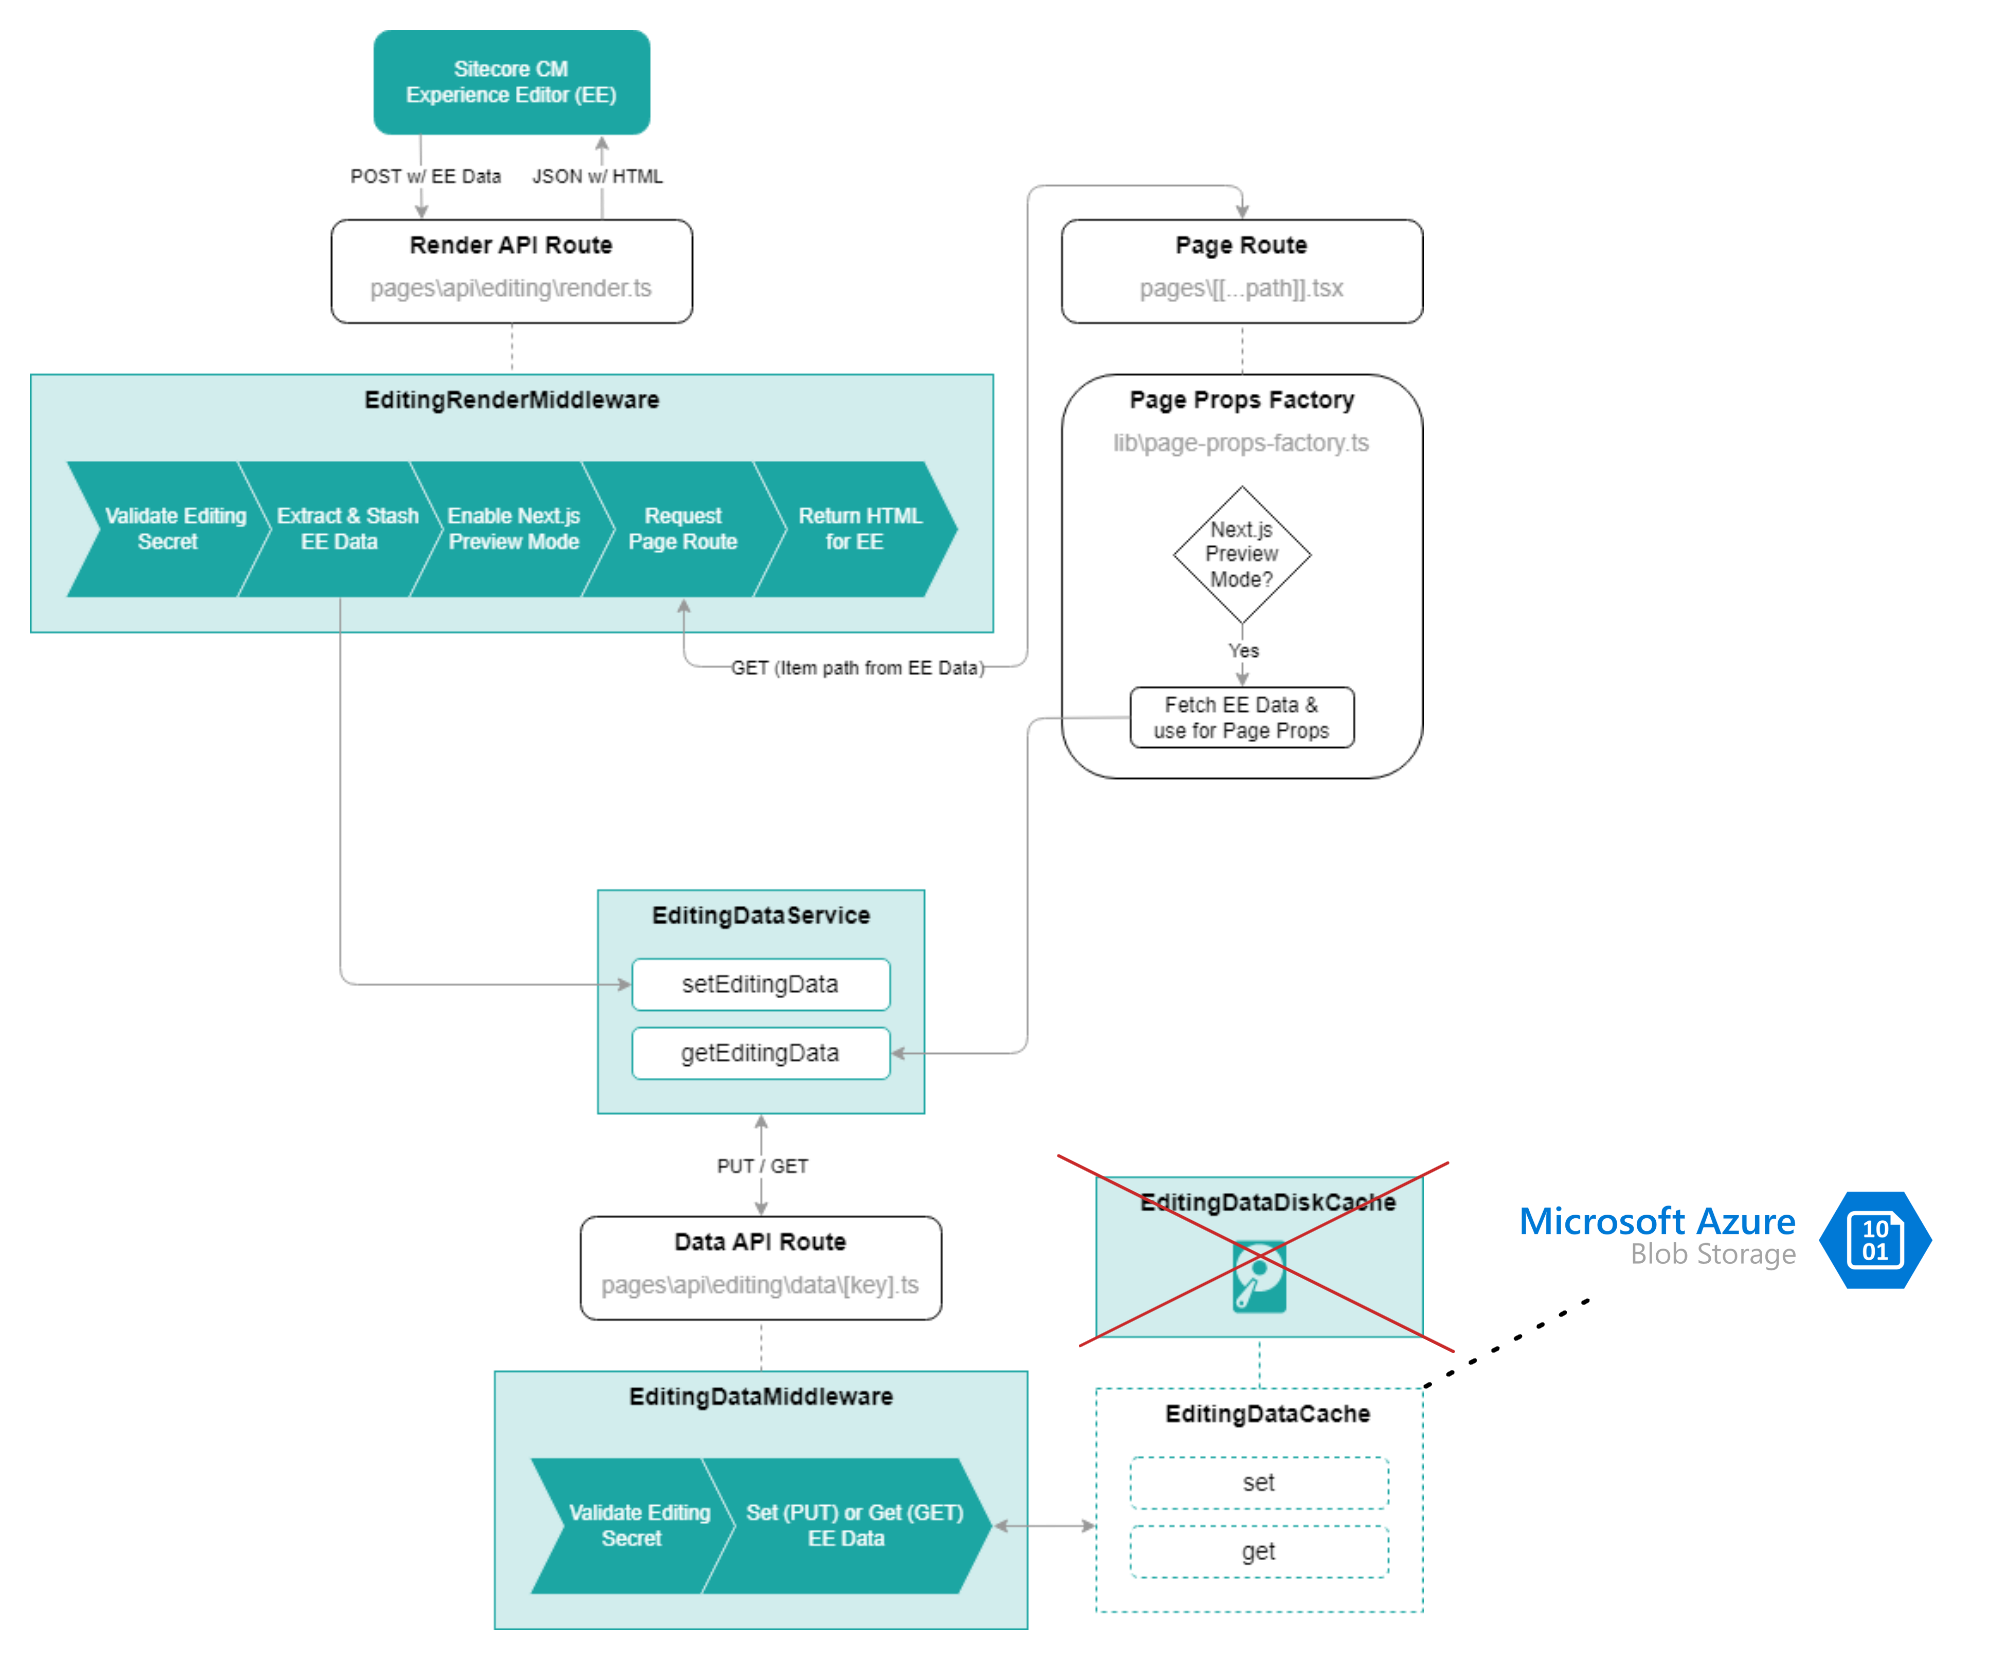 Sitecore CM
Experience Editor (EE)
POST w/ EE Data
JSON w/ HTML
Render API Route
pages\api\editing\render.ts
Page Route
pages\[[...path]].tsx
EditingRenderMiddleware
Validate Editing
Secret
Extract & Stash
EE Data
Enable Next.js
Preview Mode
Request
Page Route
Return HTML
for EE
GET (Item path from EE Data)
Page Props Factory
lib\page-props-factory.ts
Next.js
Preview
Mode?
Yes
Fetch EE Data &
use for Page Props
EditingDataService
setEditingData
getEditingData
PUT / GET
Data API Route
pages\api\editing\data\[key].ts
EditingDataDiskCache
Microsoft Azure
Blob Storage
10
01
EditingDataMiddleware
Validate Editing
Secret
Set (PUT) or Get (GET)
EE Data
EditingDataCache
set
get